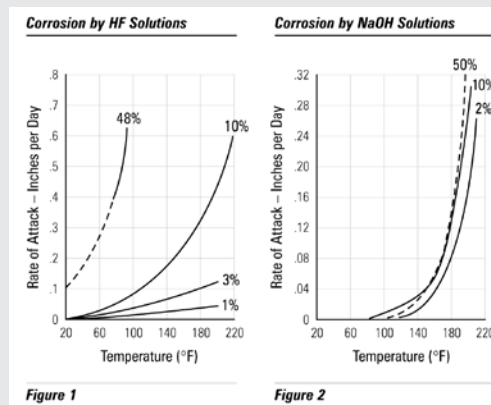 Corrosion by HF Solutions
Rate of Attack – Inches per Day
.8
.7
.6
.5
.4
.3
.2
.1
0
48%
10%
3%
1%
20 60 100 140 180 220
Temperature (°F)
Figure 1
Corrosion by NaOH Solutions
Rate of Attack – Inches per Day
.32
.28
.24
.20
.16
.12
.08
.04
0
50%
10%
2%
20 60 100 140 180 220
Temperature (°F)
Figure 2